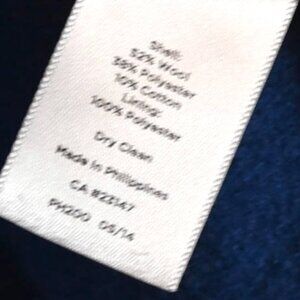 Shell:
52% Wool
38% Polyester
10% Cotton
Lining:
100% Polyester
Dry Clean
Made In Philippines
CA #23147
PH200 05/14